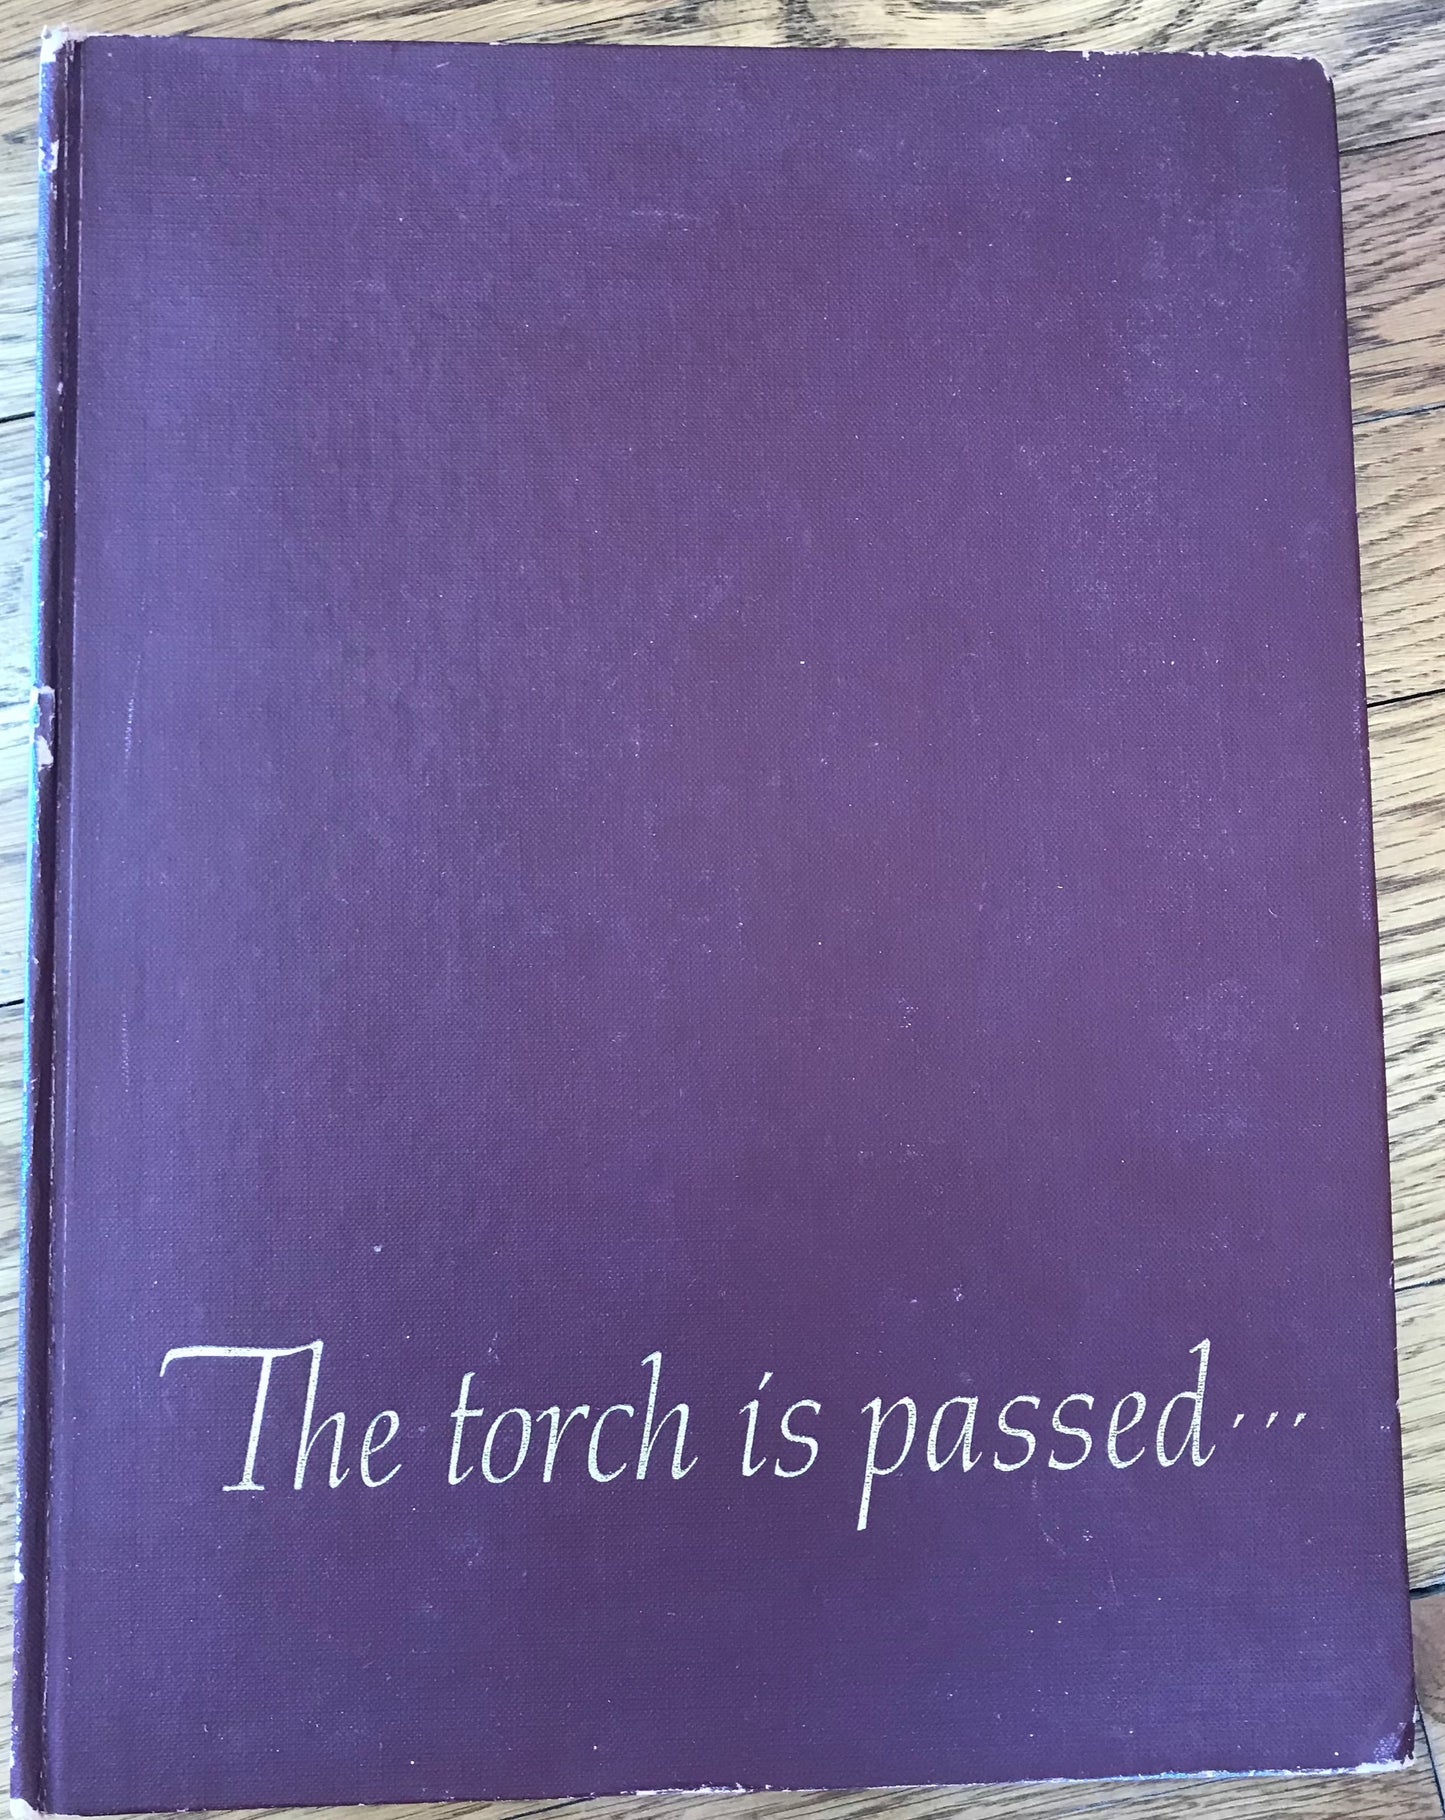 The torch is passed...